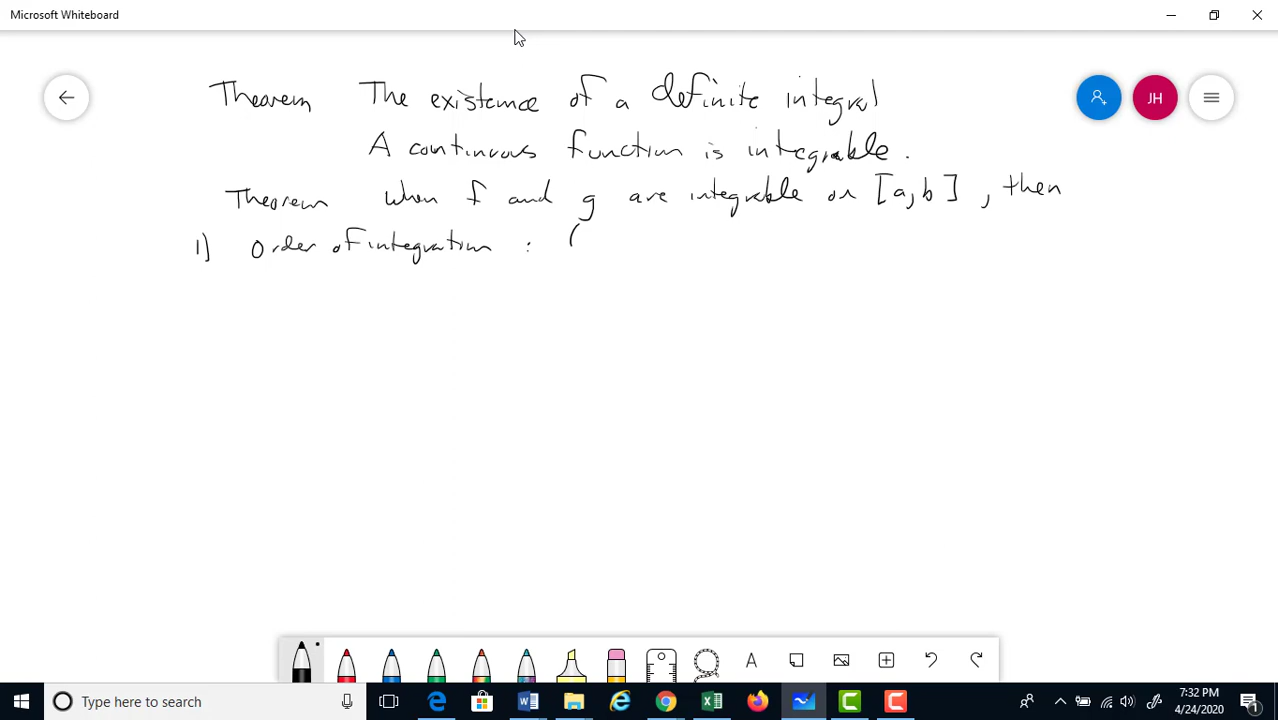 Microsoft Whiteboard
Theorem The existence of a definite integral
JH
A continuous function is integrable.
Theorem When f and g are integrable on [a,b], then
1) Order of integration : (
Type here to search
7:32 PM
4/24/2020
1